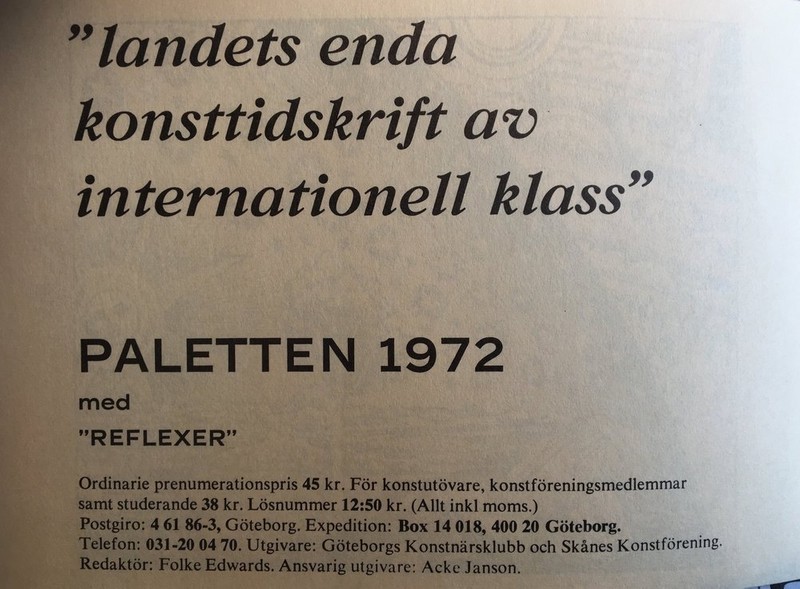 ”landets enda
konsttidskrift av
internationell klass”
PALETTEN 1972
med
”REFLEXER”
Ordinarie prenumerationspris 45 kr. För konstutövare, konstföreningsmedlemmar
samt studerande 38 kr. Lösnummer 12:50 kr. (Allt inkl moms.)
Postgiro: 4 61 86-3, Göteborg. Expedition: Box 14 018, 400 20 Göteborg.
Telefon: 031-20 04 70. Utgivare: Göteborgs Konstnärsklubb och Skånes Konstförening.
Redaktör: Folke Edwards. Ansvarig utgivare: Acke Janson.